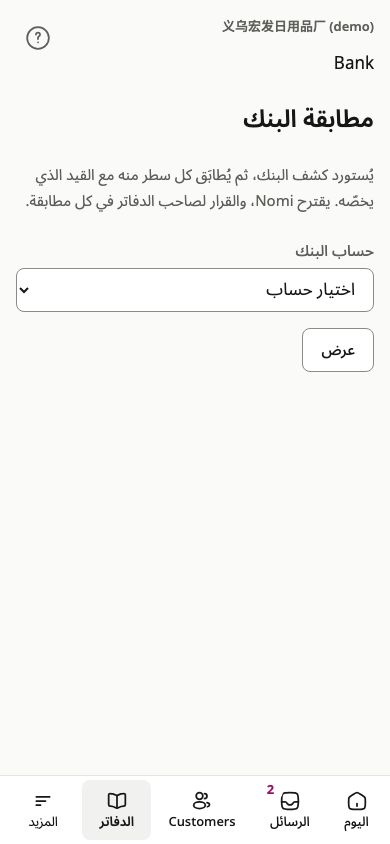 义乌宏发日用品厂 (demo)
Bank
مطابقة البنك
يُستورد كشف البنك، ثم يُطابَق كل سطر منه مع القيد الذي
يخصّه. يقترح Nomi، والقرار لصاحب الدفاتر في كل مطابقة.
حساب البنك
اختيار حساب
عرض
اليوم
2
الرسائل
Customers
الدفاتر
المزيد